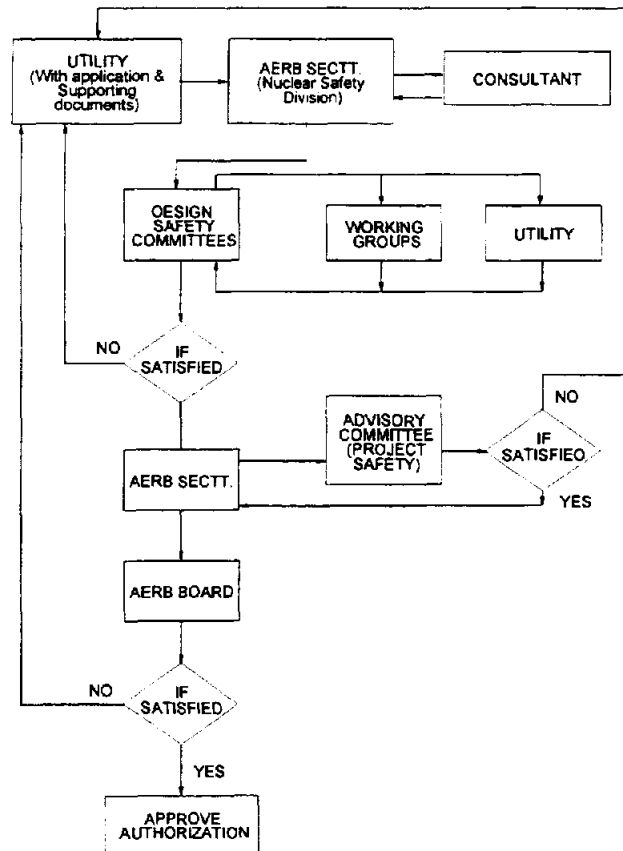 UTILITY
(With application &
Supporting
documents)
AERB SECTT.
(Nuclear Safety
Division)
CONSULTANT
OESIGN
SAFETY
COMMITTEES
WORKING
GROUPS
UTILITY
NO
IF
SATISFIED
ADVISORY
COMMITTEE
(PROJECT
SAFETY)
NO
IF
SATISFIEO
YES
AERB SECTT.
AERB BOARD
NO
IF
SATISFIED
YES
APPROVE
AUTHORIZATION